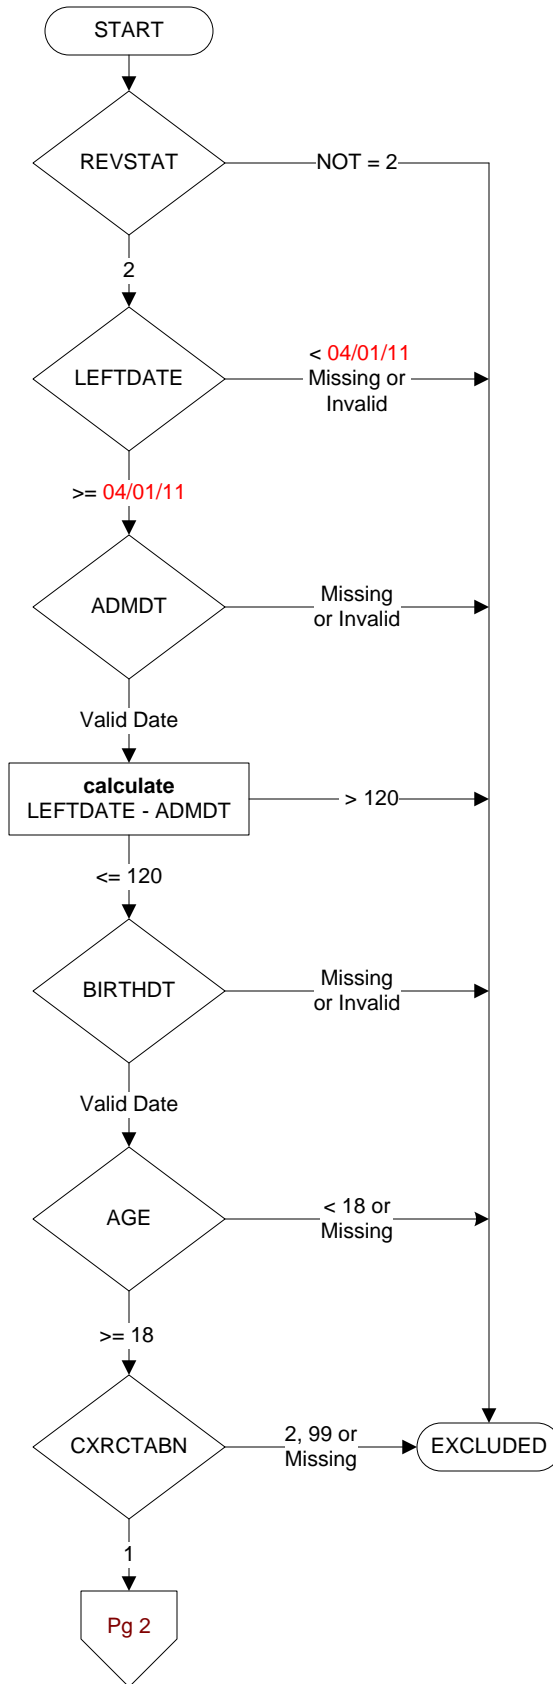 START
REVSTAT
NOT = 2
2
LEFTDATE
< 04/01/11
Missing or
Invalid
>= 04/01/11
ADMDT
Missing
or Invalid
Valid Date
calculate
LEFTDATE - ADMDT
> 120
<= 120
BIRTHDT
Missing
or Invalid
Valid Date
AGE
< 18 or
Missing
>= 18
CXRCTABN
2, 99 or
Missing
EXCLUDED
1
Pg 2